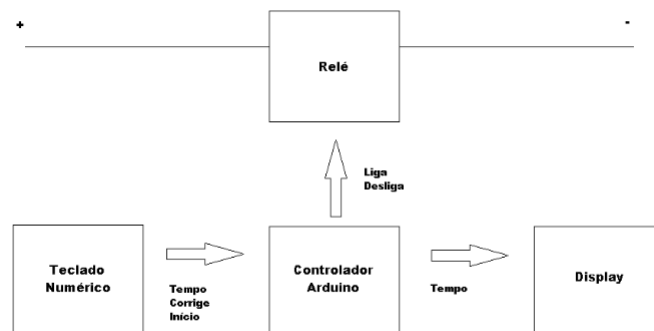 +
-
Relé
Liga
Desliga
Teclado
Numérico
Tempo
Corrige
Início
Controlador
Arduino
Tempo
Display